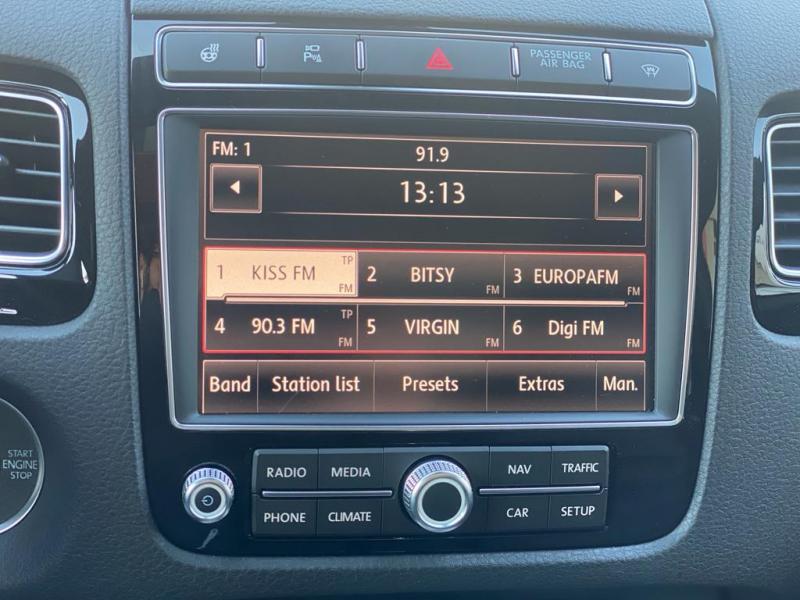 P
PASSENGER
AIR BAG
FM: 1
91.9
13:13
1 KISS FM TP FM
2 BITSY FM
3 EUROPAFM FM
4 90.3 FM TP FM
5 VIRGIN FM
6 Digi FM FM
Band Station list Presets Extras Man.
START
ENGINE
STOP
RADIO MEDIA NAV TRAFFIC
PHONE CLIMATE CAR SETUP